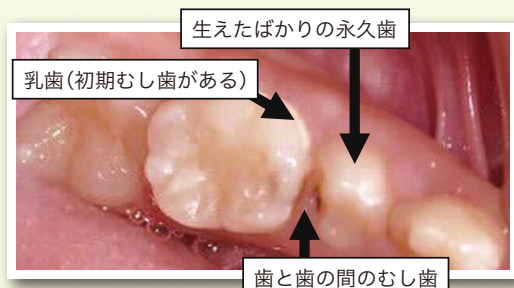 生えたばかりの永久歯
乳歯(初期むし歯がある)
歯と歯の間のむし歯